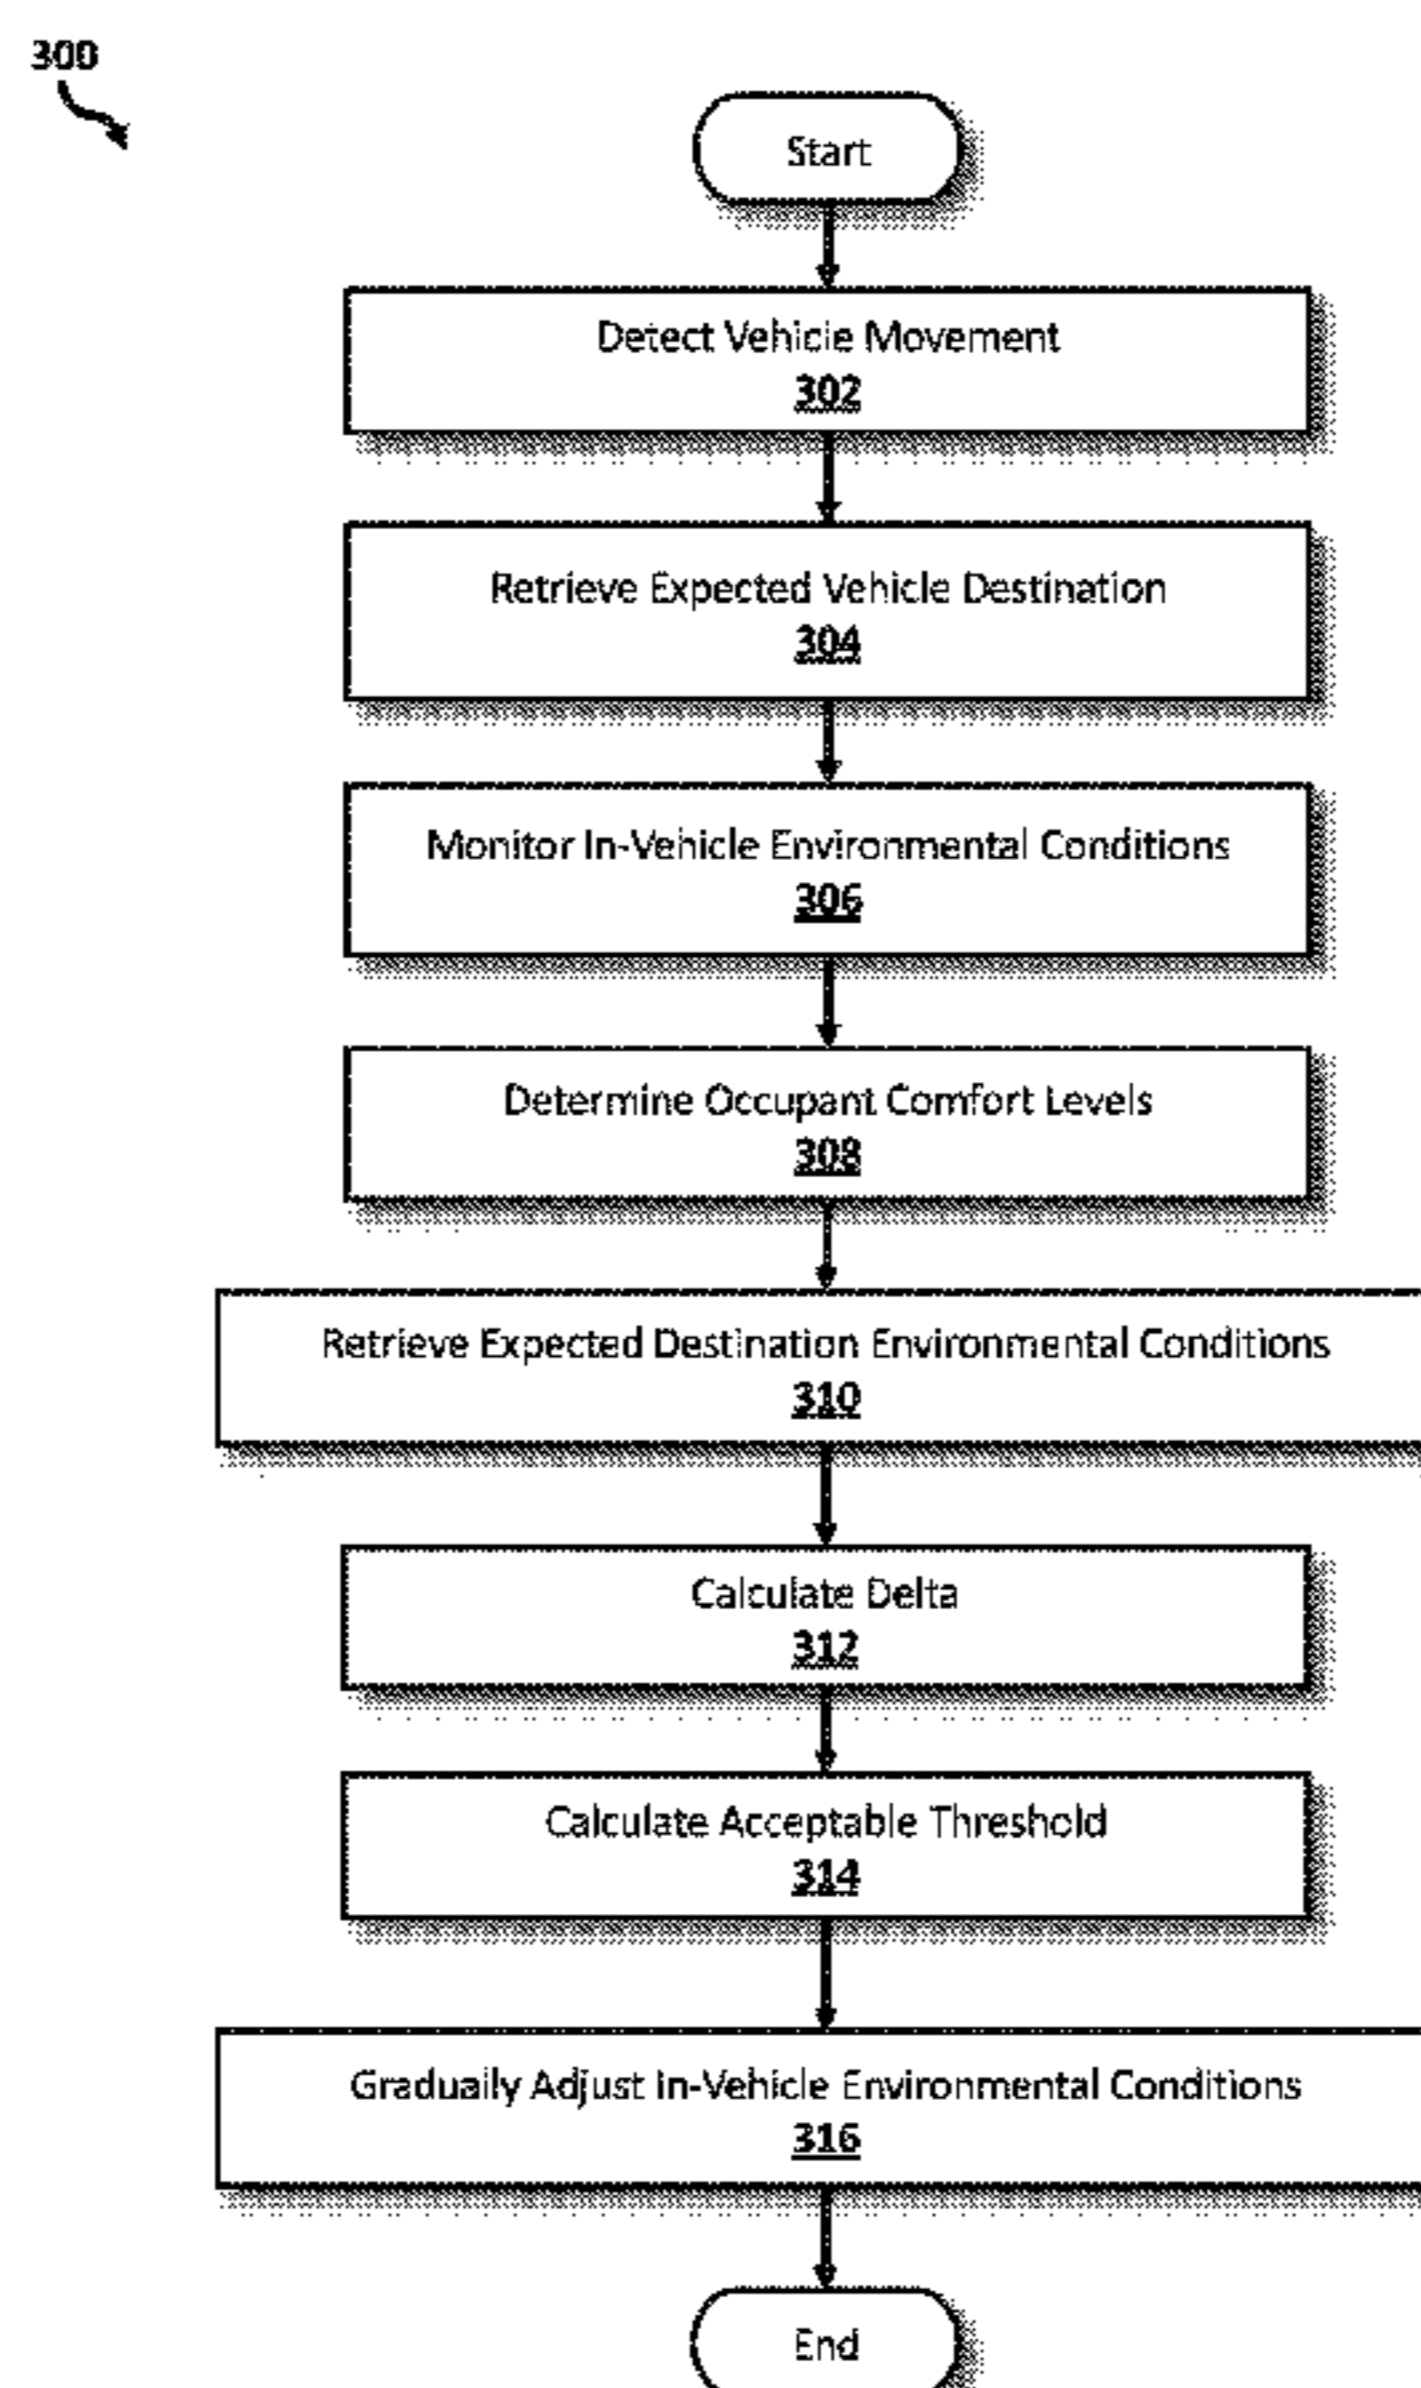 300
Start
Detect Vehicle Movement
302
Retrieve Expected Vehicle Destination
304
Monitor In-Vehicle Environmental Conditions
306
Determine Occupant Comfort Levels
308
Retrieve Expected Destination Environmental Conditions
310
Calculate Delta
312
Calculate Acceptable Threshold
314
Gradually Adjust In-Vehicle Environmental Conditions
316
End